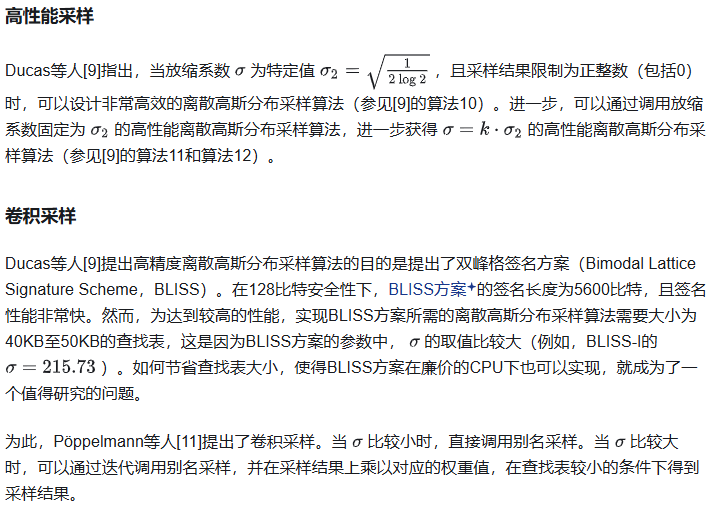 高性能采样
Ducas等人[9]指出，当放缩系数 σ 为特定值 σ₂ = √(1/(2 log 2)) ，且采样结果限制为正整数（包括0）
时，可以设计非常高效的离散高斯分布采样算法（参见[9]的算法10）。进一步，可以通过调用放缩
系数固定为 σ₂ 的高性能离散高斯分布采样算法，进一步获得 σ = k · σ₂ 的高性能离散高斯分布采
样算法（参见[9]的算法11和算法12）。
卷积采样
Ducas等人[9]提出高精度离散高斯分布采样算法的目的是提出了双峰格签名方案（Bimodal Lattice
Signature Scheme，BLISS）。在128比特安全性下，BLISS方案的签名长度为5600比特，且签名
性能非常快。然而，为达到较高的性能，实现BLISS方案所需的离散高斯分布采样算法需要大小为
40KB至50KB的查找表，这是因为BLISS方案的参数中， σ 的取值比较大（例如，BLISS-I的
σ = 215.73 ）。如何节省查找表大小，使得BLISS方案在廉价的CPU下也可以实现，就成为了一
个值得研究的问题。
为此，Pöppelmann等人[11]提出了卷积采样。当 σ 比较小时，直接调用别名采样。当 σ 比较大
时，可以通过迭代调用别名采样，并在采样结果上乘以对应的权重值，在查找表较小的条件下得到
采样结果。